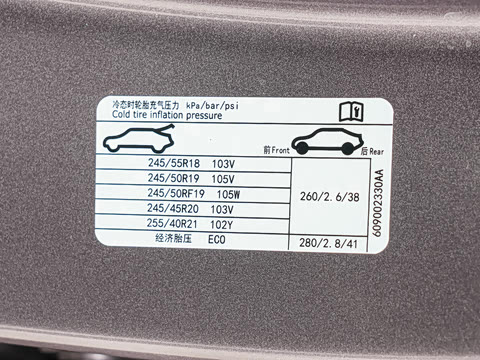 冷态时轮胎充气压力 kPa/bar/psi
Cold tire inflation pressure
前Front 后Rear
245/55R18 103V
245/50R19 105V
245/50RF19 105W
260/2.6/38
245/45R20 103V
255/40R21 102Y
经济胎压 ECO 280/2.8/41
609002330AA